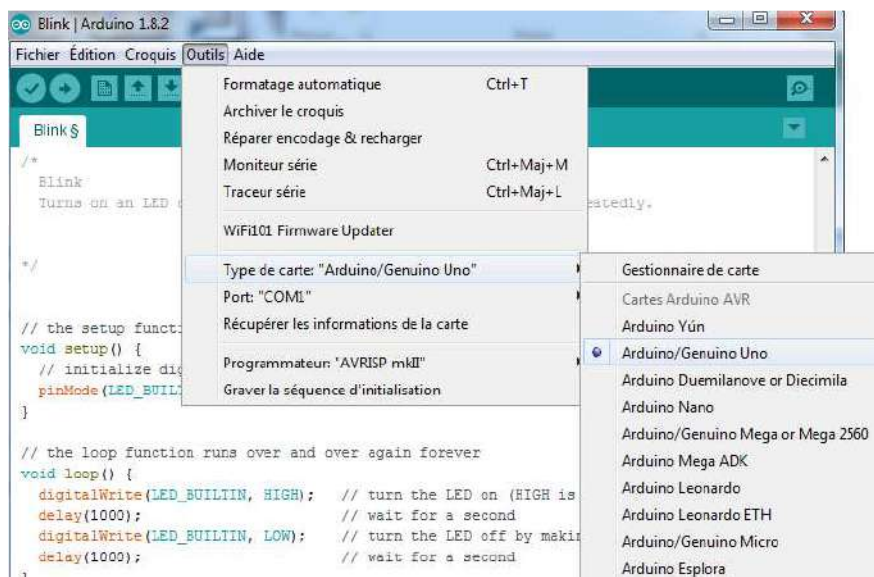 Blink | Arduino 1.8.2
Fichier Édition Croquis Outils Aide
Blink §
Formatage automatique Ctrl+T
Archiver le croquis
Réparer encodage & recharger
Moniteur série Ctrl+Maj+M
Traceur série Ctrl+Maj+L
WiFi101 Firmware Updater
Type de carte: "Arduino/Genuino Uno"
Port: "COM1"
Récupérer les informations de la carte
Programmateur: "AVRISP mkII"
Graver la séquence d'initialisation
Gestionnaire de carte
Cartes Arduino AVR
Arduino Yún
Arduino/Genuino Uno
Arduino Duemilanove or Diecimila
Arduino Nano
Arduino/Genuino Mega or Mega 2560
Arduino Mega ADK
Arduino Leonardo
Arduino Leonardo ETH
Arduino/Genuino Micro
Arduino Esplora
/*
Blink
Turns on an LED
*/
// the setup
void setup() {
// initialize
pinMode(LED
}
// the loop function runs over and over again forever
void loop() {
digitalWrite(LED_BUILTIN, HIGH); // turn the LED on (HIGH is
delay(1000); // wait for a second
digitalWrite(LED_BUILTIN, LOW); // turn the LED off by
delay(1000); // wait for a second